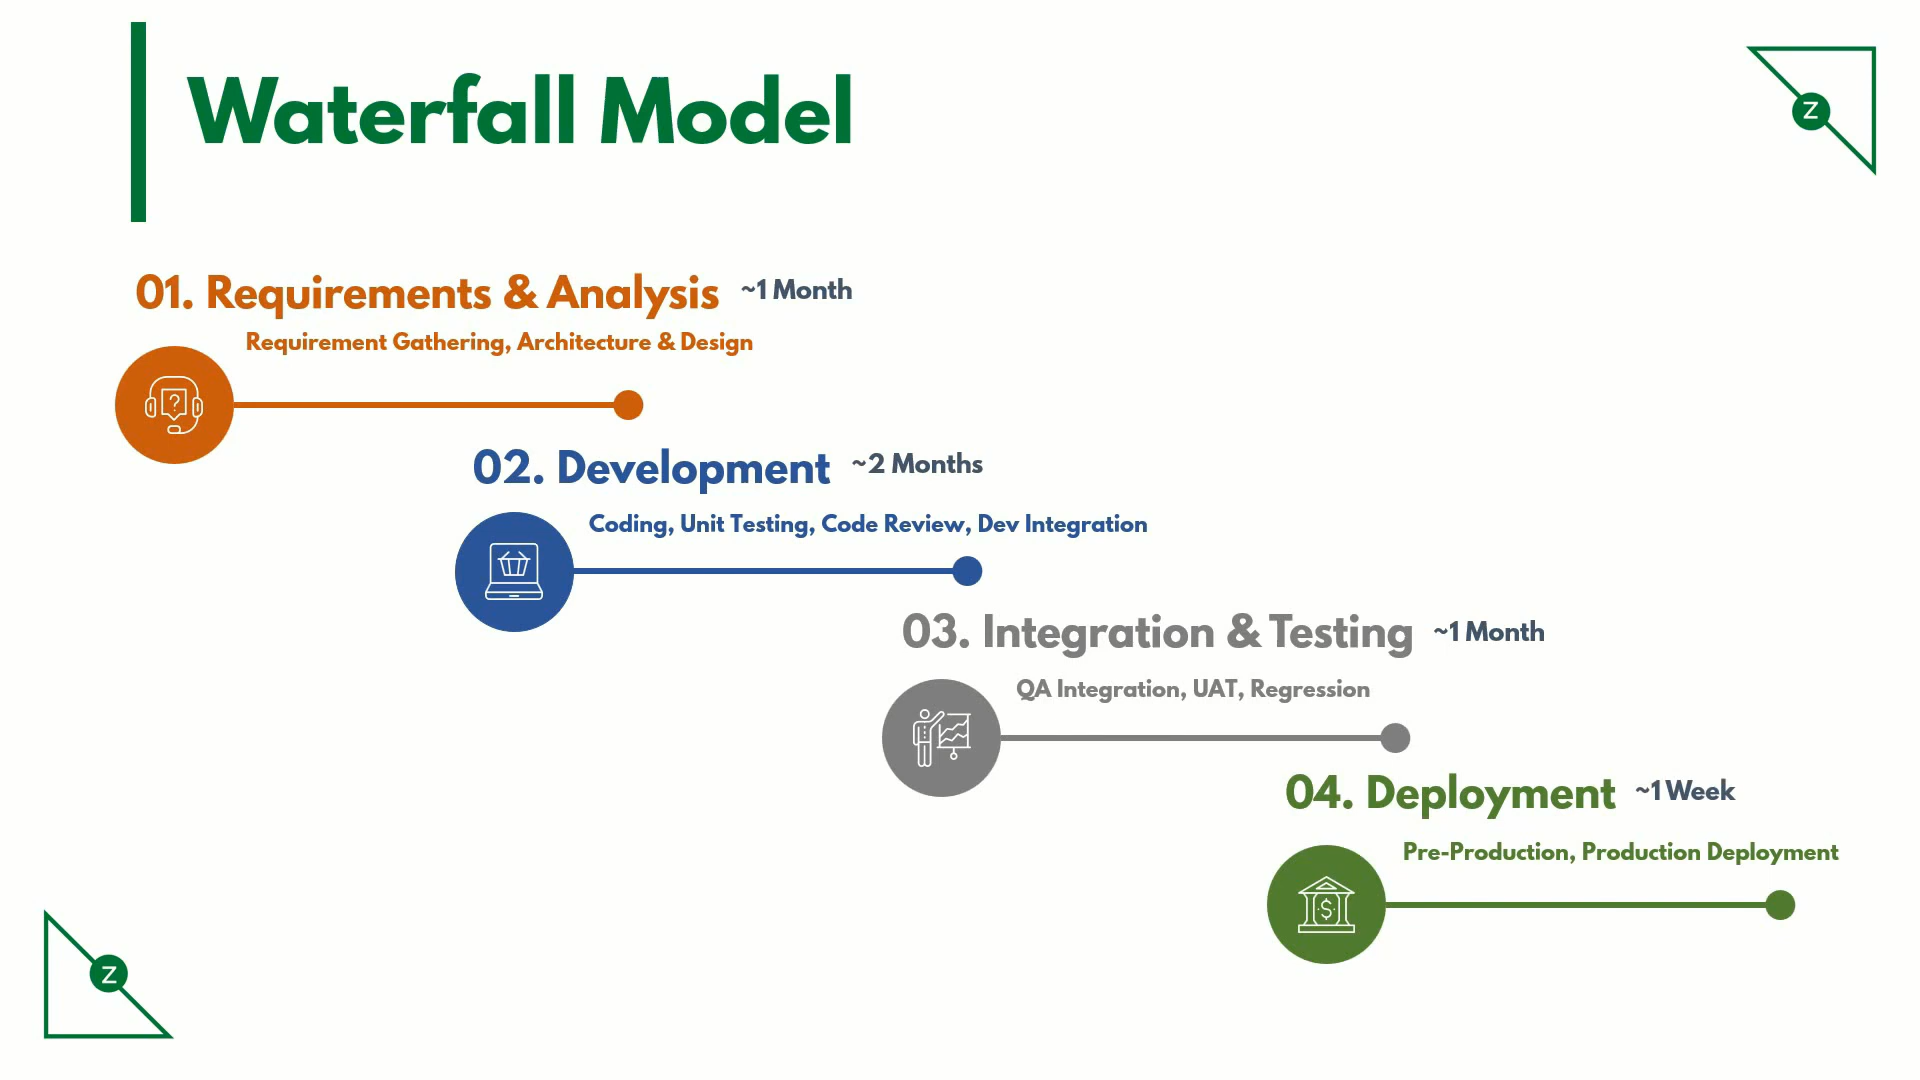 Waterfall Model
Z
01. Requirements & Analysis ~1 Month
Requirement Gathering, Architecture & Design
?
02. Development ~2 Months
Coding, Unit Testing, Code Review, Dev Integration
03. Integration & Testing ~1 Month
QA Integration, UAT, Regression
04. Deployment ~1 Week
Pre-Production, Production Deployment
$
Z